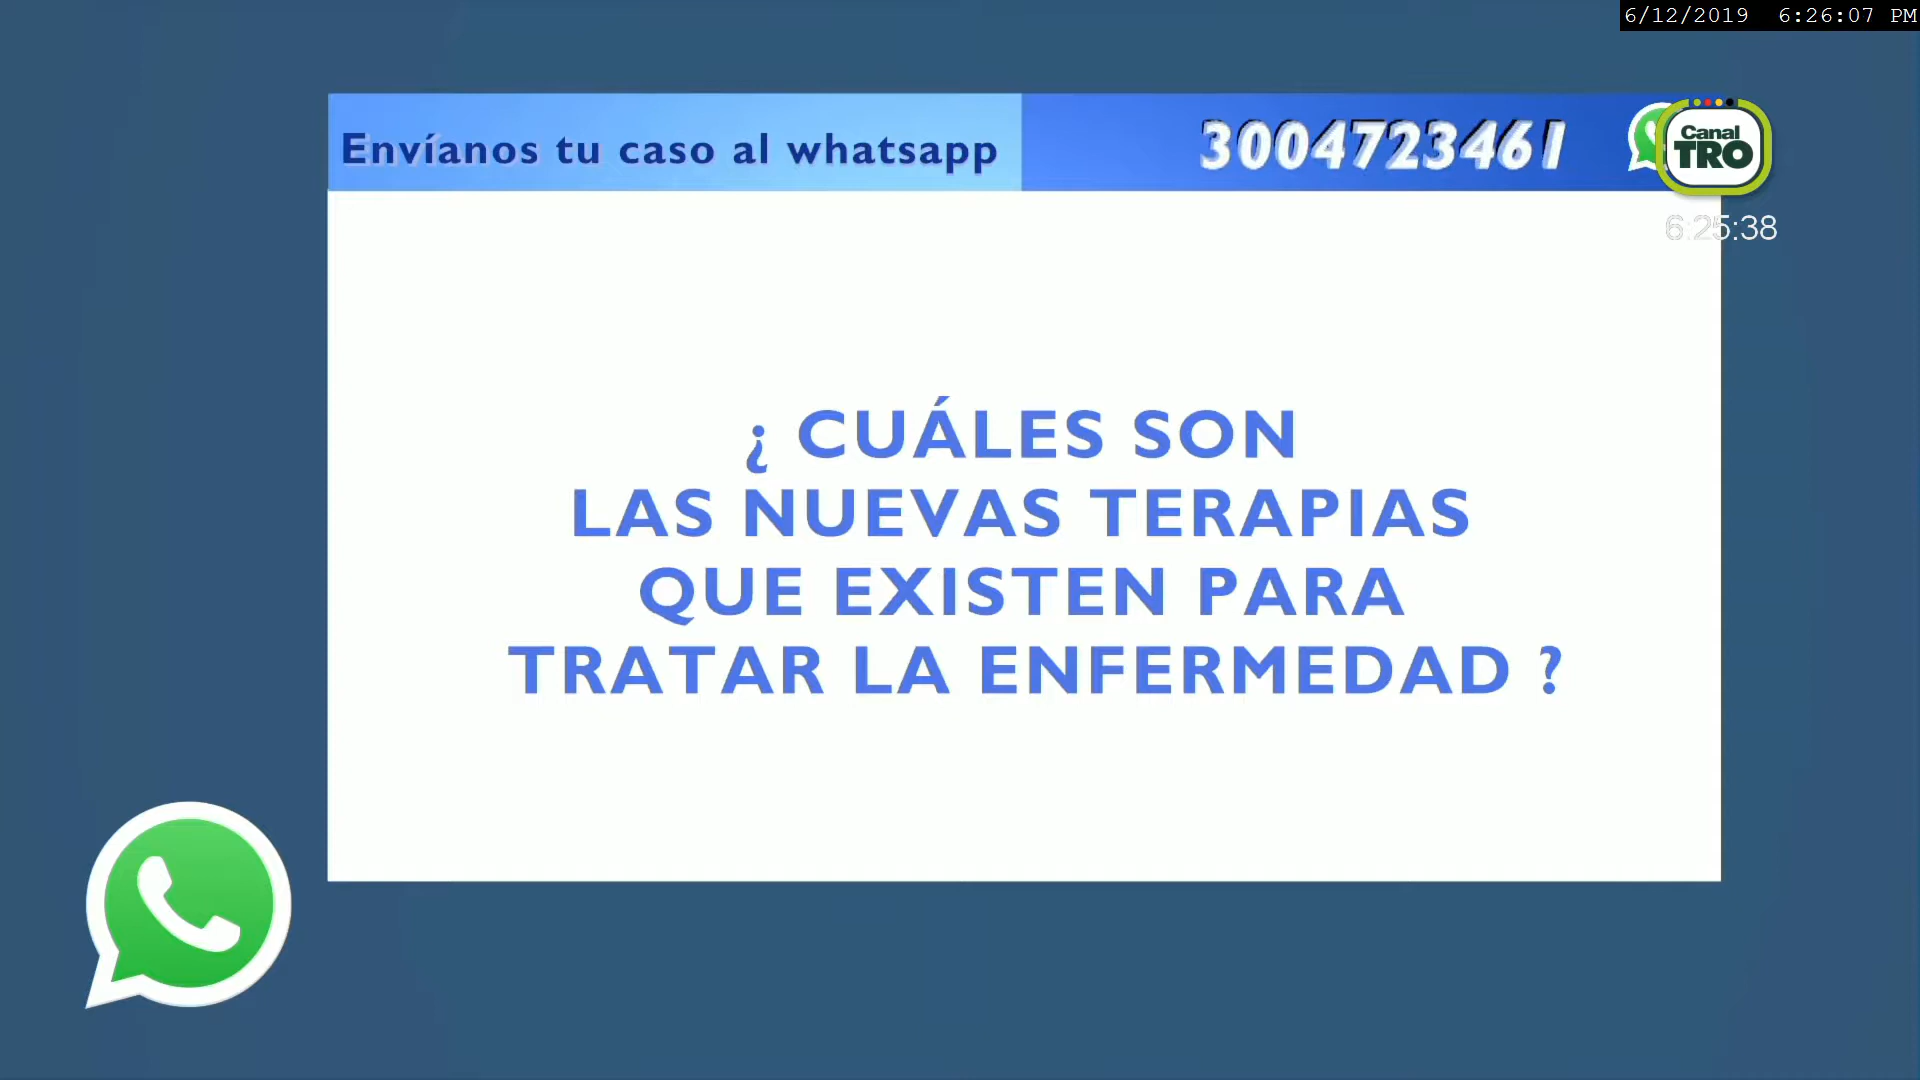 6/12/2019 6:26:07 PM
Envíanos tu caso al whatsapp 3004723461
Canal
TRO
6:25:38
¿ CUÁLES SON
LAS NUEVAS TERAPIAS
QUE EXISTEN PARA
TRATAR LA ENFERMEDAD ?